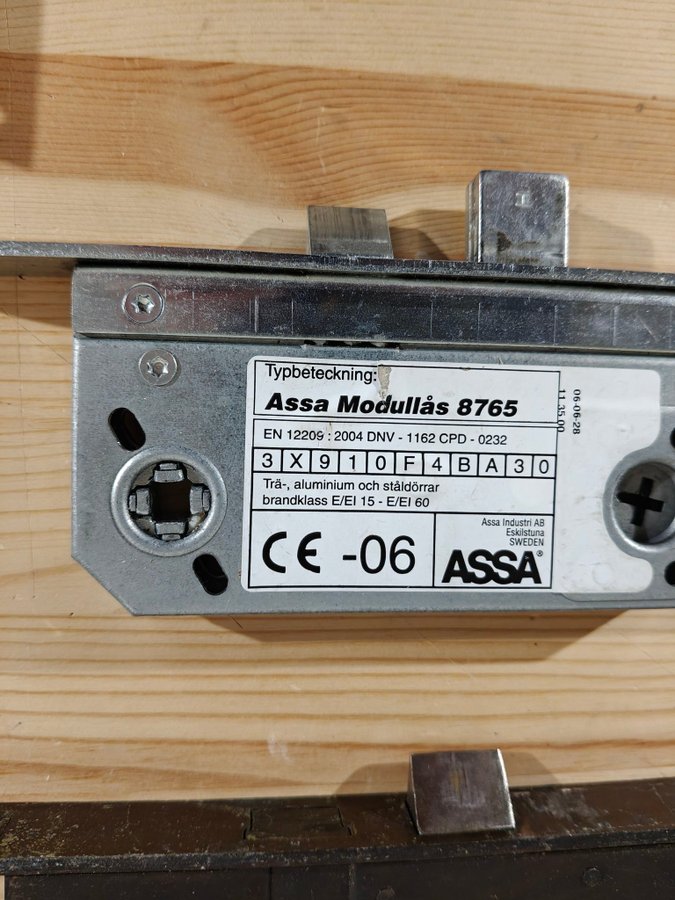 Typbeteckning:
Assa Modullås 8765
EN 12209 : 2004 DNV - 1162 CPD - 0232
3 X 9 1 0 F 4 B A 3 0
Trä-, aluminium och ståldörrar
brandklass E/EI 15 - E/EI 60
CE -06
Assa Industri AB
Eskilstuna
SWEDEN
ASSA®
06-06-28
11.35.00